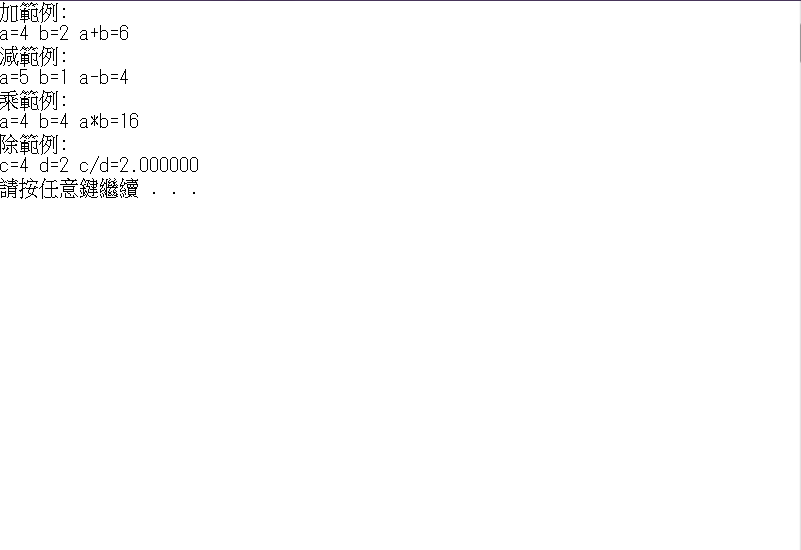 加範例:
a=4 b=2 a+b=6
減範例:
a=5 b=1 a-b=4
乘範例:
a=4 b=4 a*b=16
除範例:
c=4 d=2 c/d=2.000000
請按任意鍵繼續 . . .